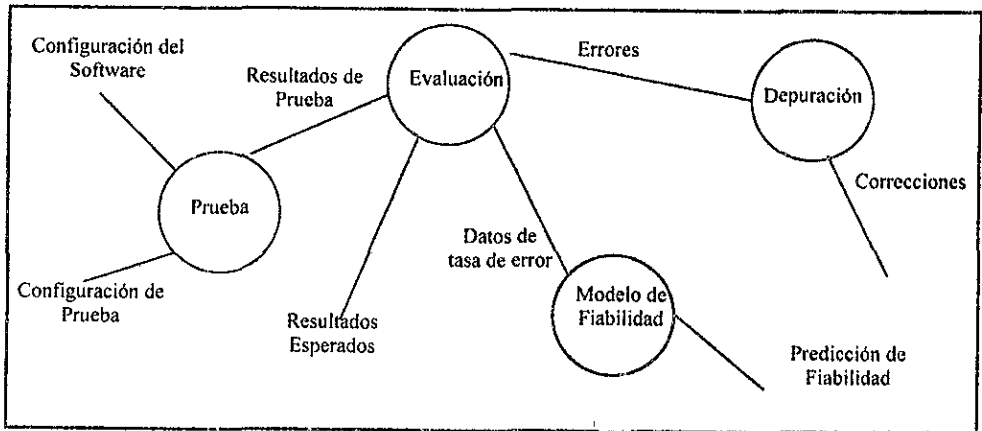 Configuración del
Software
Resultados de
Prueba
Evaluación
Errores
Depuración
Prueba
Correcciones
Configuración de
Prueba
Datos de
tasa de error
Resultados
Esperados
Modelo de
Fiabilidad
Predicción de
Fiabilidad